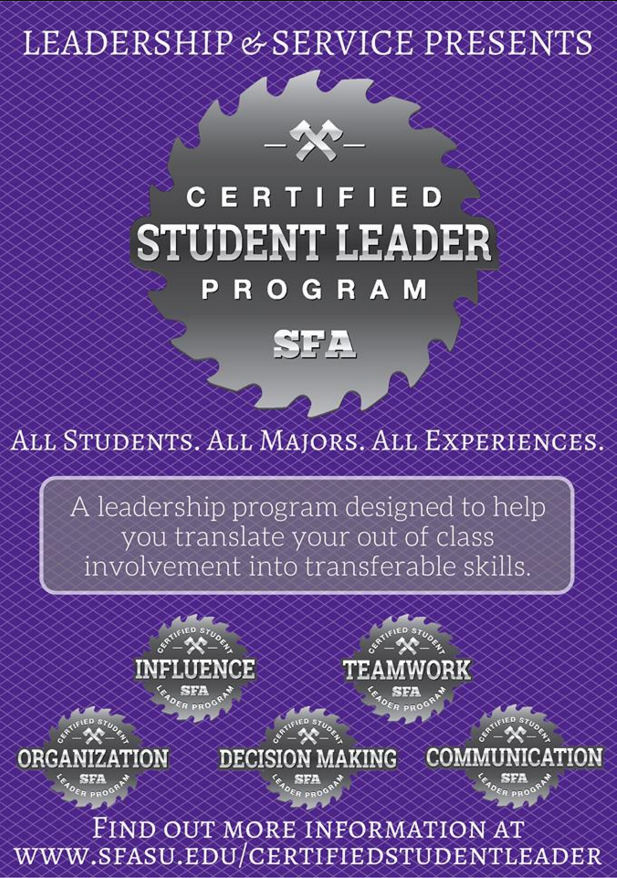 LEADERSHIP & SERVICE PRESENTS
CERTIFIED
STUDENT LEADER
PROGRAM
SFA
ALL STUDENTS. ALL MAJORS. ALL EXPERIENCES.
A leadership program designed to help
you translate your out of class
involvement into transferable skills.
CERTIFIED STUDENT
INFLUENCE
SFA
LEADER PROGRAM
CERTIFIED STUDENT
TEAMWORK
SFA
LEADER PROGRAM
CERTIFIED STUDENT
ORGANIZATION
SFA
LEADER PROGRAM
CERTIFIED STUDENT
DECISION MAKING
SFA
LEADER PROGRAM
CERTIFIED STUDENT
COMMUNICATION
SFA
LEADER PROGRAM
FIND OUT MORE INFORMATION AT
WWW.SFASU.EDU/CERTIFIEDSTUDENTLEADER